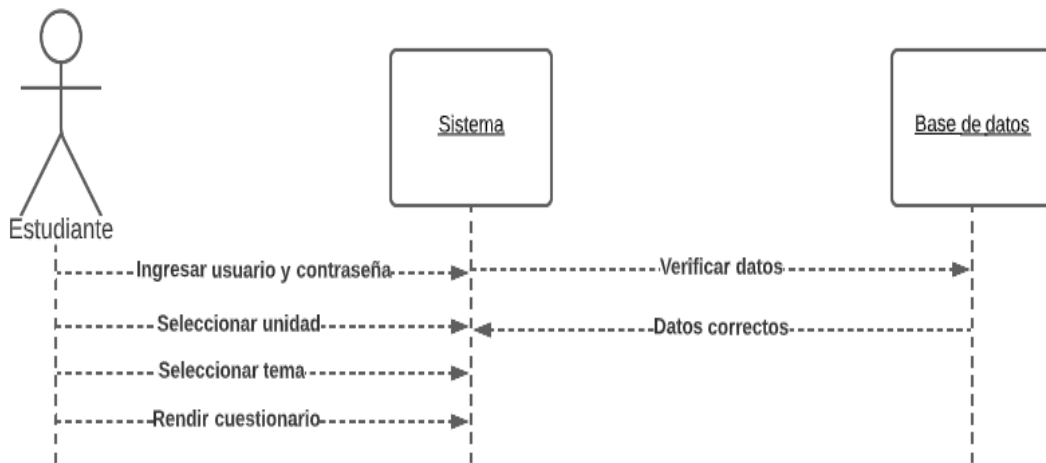 Sistema
Base de datos
Estudiante
Ingresar usuario y contraseña
Verificar datos
Seleccionar unidad
Datos correctos
Seleccionar tema
Rendir cuestionario